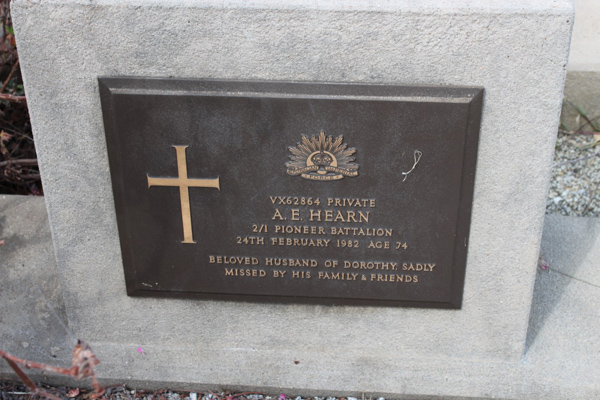 VX62864 PRIVATE
A. E. HEARN
2/1 PIONEER BATTALION
24TH FEBRUARY 1982 AGE 74
BELOVED HUSBAND OF DOROTHY. SADLY
MISSED BY HIS FAMILY & FRIENDS